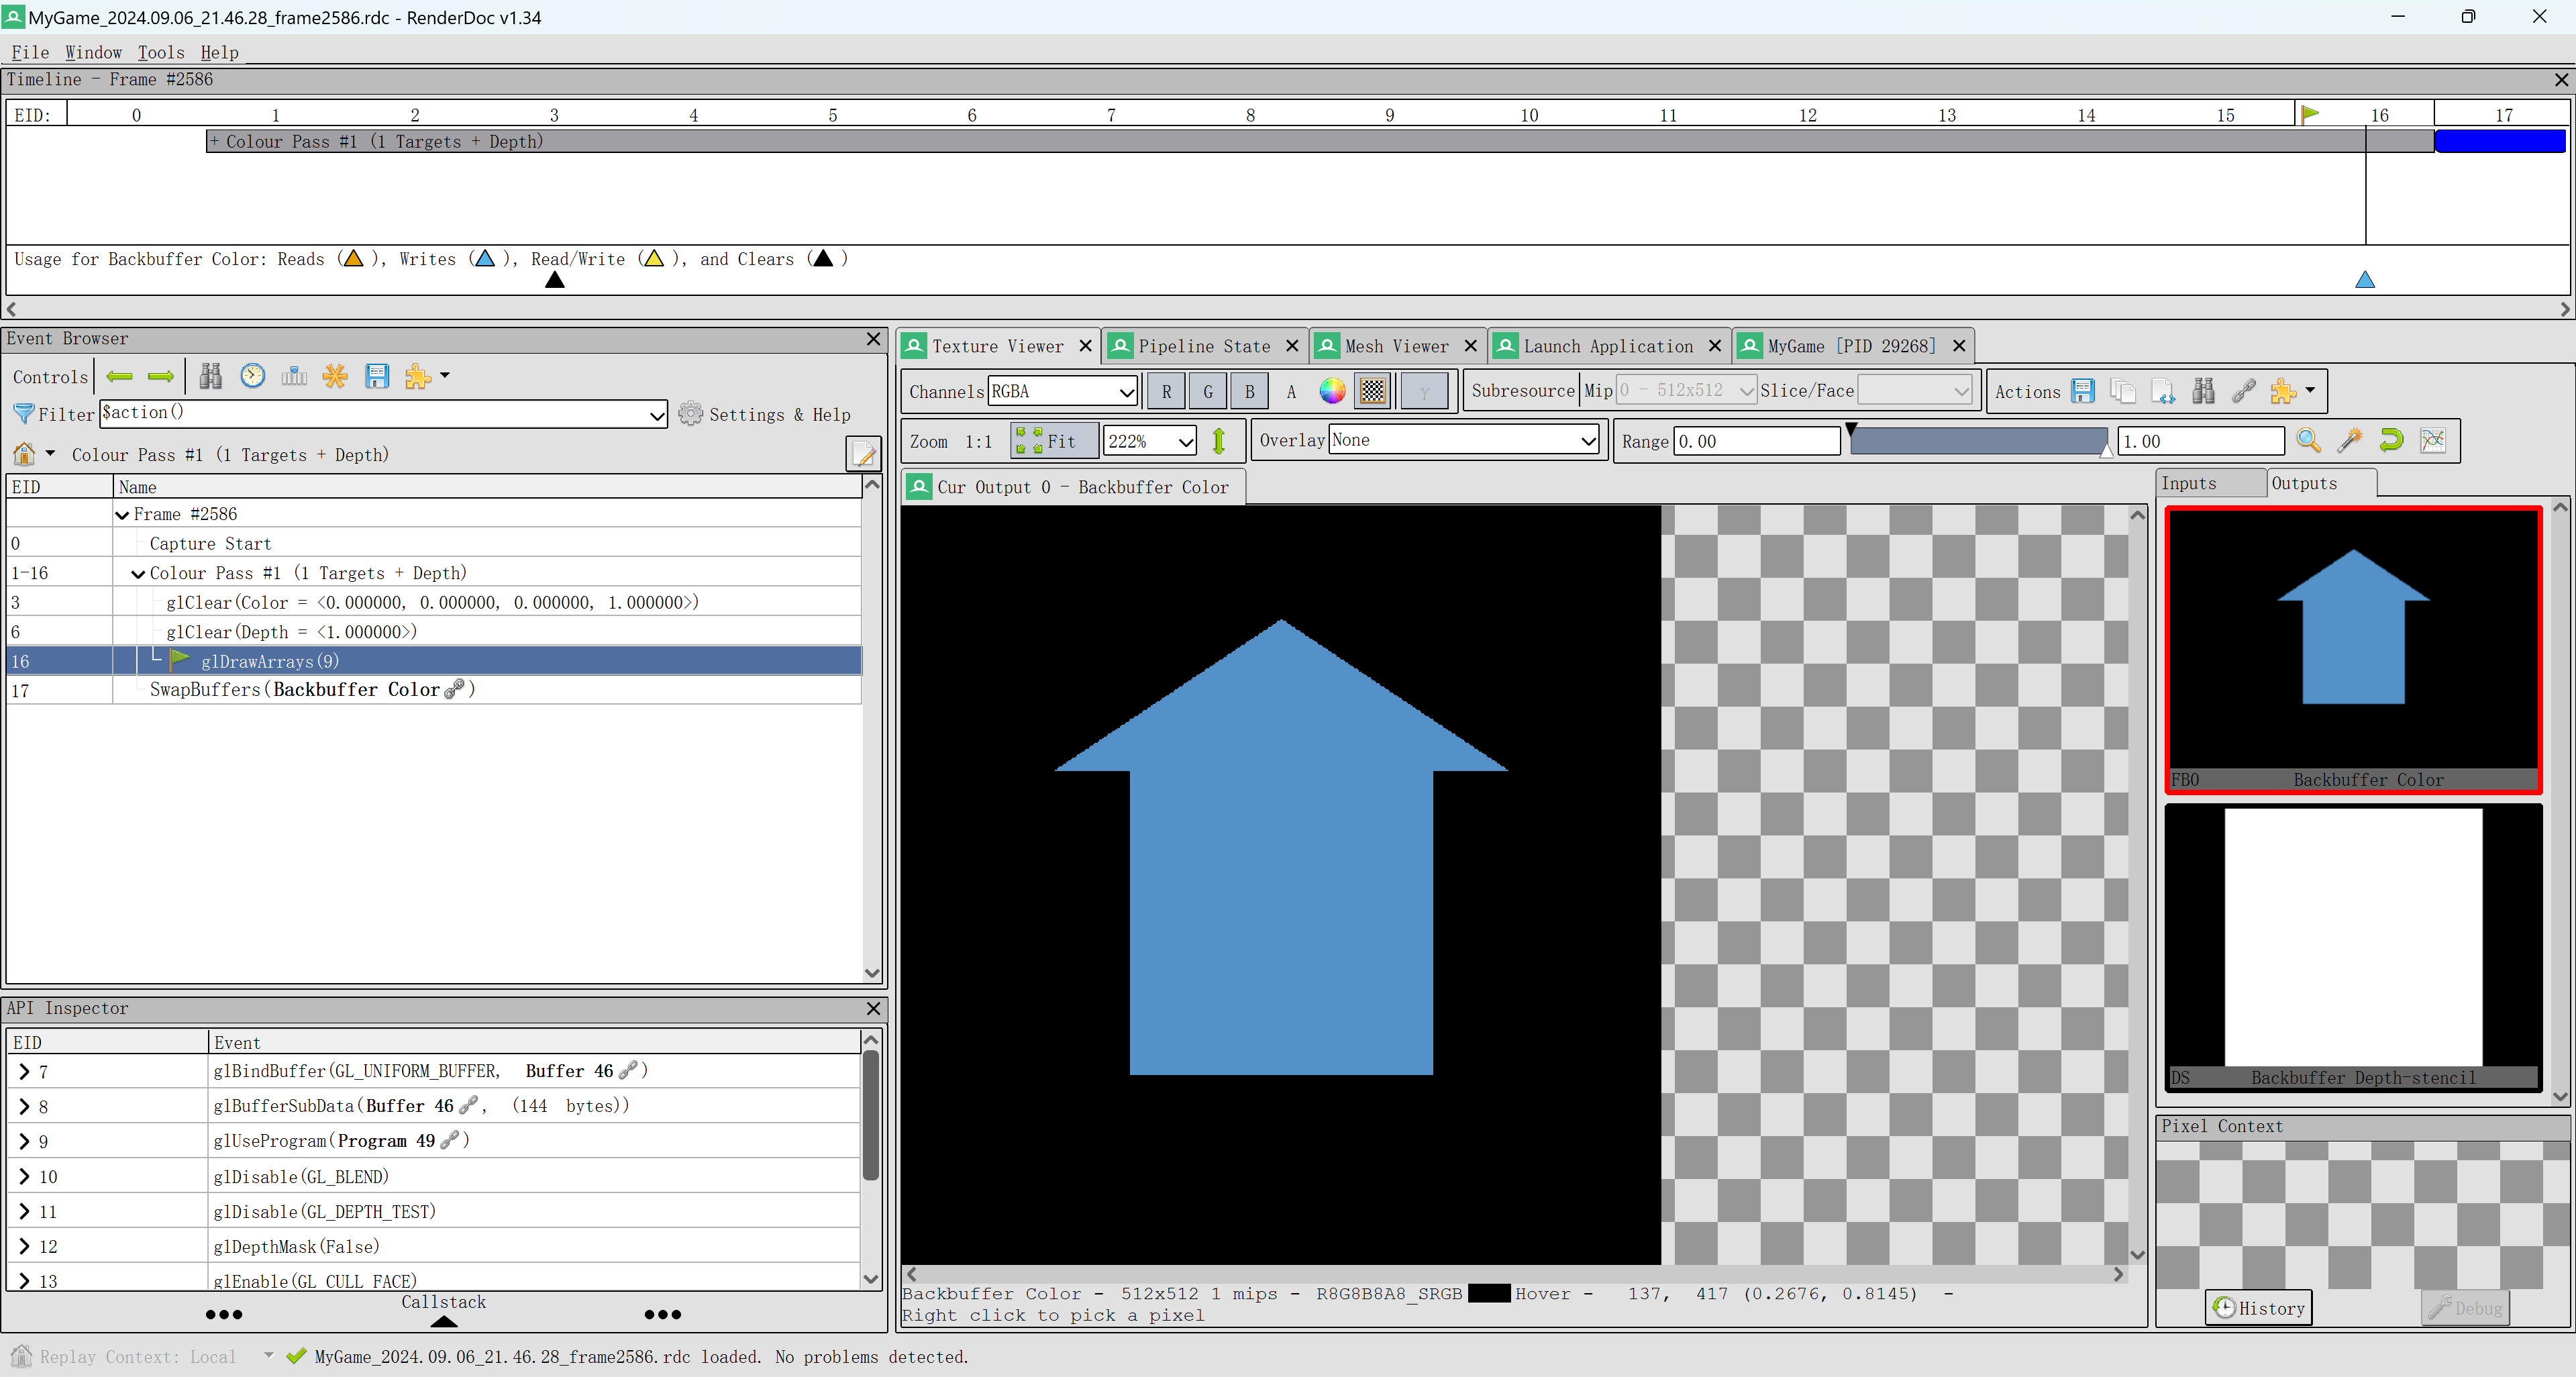 MyGame_2024.09.06_21.46.28_frame2586.rdc - RenderDoc v1.34
File Window Tools Help
Timeline - Frame #2586
EID: 0 1 2 3 4 5 6 7 8 9 10 11 12 13 14 15 16 17
+ Colour Pass #1 (1 Targets + Depth)
Usage for Backbuffer Color: Reads ( ), Writes ( ), Read/Write ( ), and Clears ( )
Event Browser
Controls
Filter $action() Settings & Help
Colour Pass #1 (1 Targets + Depth)
EID Name
Frame #2586
0 Capture Start
1-16 Colour Pass #1 (1 Targets + Depth)
3 glClear(Color = <0.000000, 0.000000, 0.000000, 1.000000>)
6 glClear(Depth = <1.000000>)
16 glDrawArrays(9)
17 SwapBuffers(Backbuffer Color )
API Inspector
EID Event
7 glBindBuffer(GL_UNIFORM_BUFFER, Buffer 46 )
8 glBufferSubData(Buffer 46 , (144 bytes))
9 glUseProgram(Program 49 )
10 glDisable(GL_BLEND)
11 glDisable(GL_DEPTH_TEST)
12 glDepthMask(False)
13 glEnable(GL_CULL_FACE)
Callstack
Texture Viewer Pipeline State Mesh Viewer Launch Application MyGame [PID 29268]
Channels RGBA R G B A γ Subresource Mip 0 - 512x512 Slice/Face Actions
Zoom 1:1 Fit 222% Overlay None Range 0.00 1.00
Cur Output 0 - Backbuffer Color
Inputs Outputs
FB0 Backbuffer Color
DS Backbuffer Depth-stencil
Pixel Context
History Debug
Backbuffer Color - 512x512 1 mips - R8G8B8A8_SRGB Hover - 137, 417 (0.2676, 0.8145) -
Right click to pick a pixel
Replay Context: Local MyGame_2024.09.06_21.46.28_frame2586.rdc loaded. No problems detected.